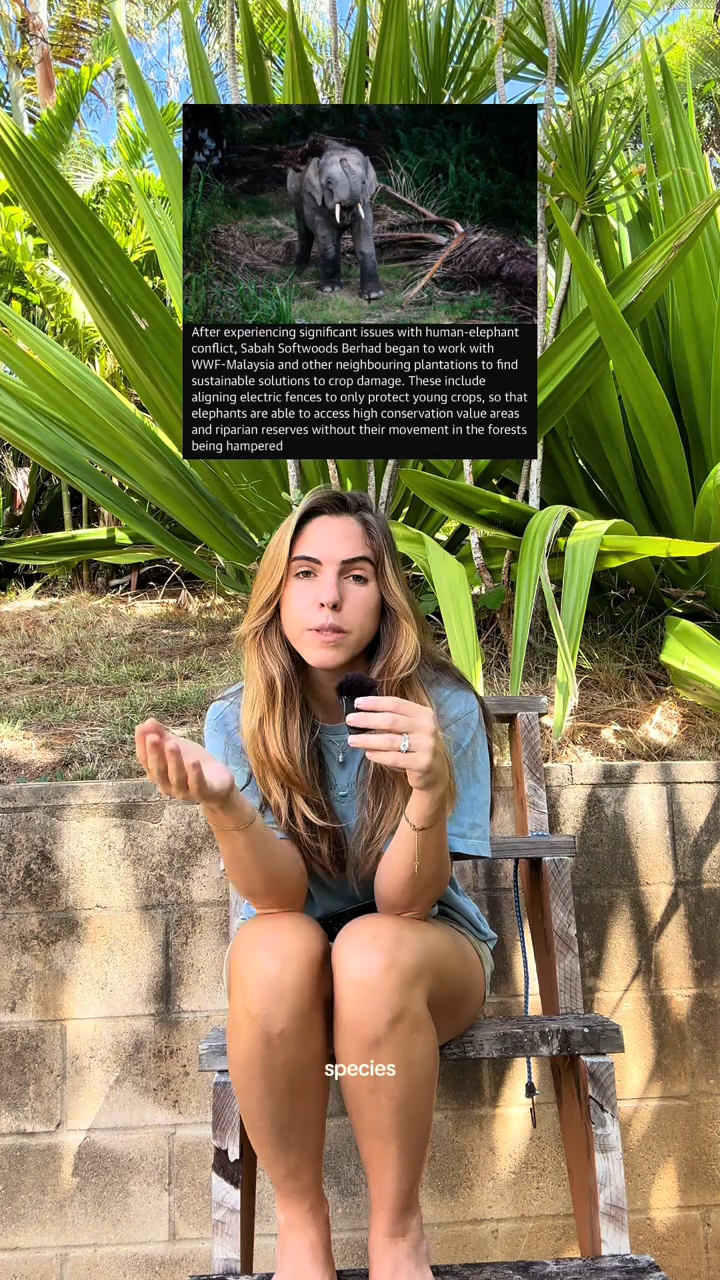 After experiencing significant issues with human-elephant
conflict, Sabah Softwoods Berhad began to work with
WWF-Malaysia and other neighbouring plantations to find
sustainable solutions to crop damage. These include
aligning electric fences to only protect young crops, so that
elephants are able to access high conservation value areas
and riparian reserves without their movement in the forests
being hampered
species